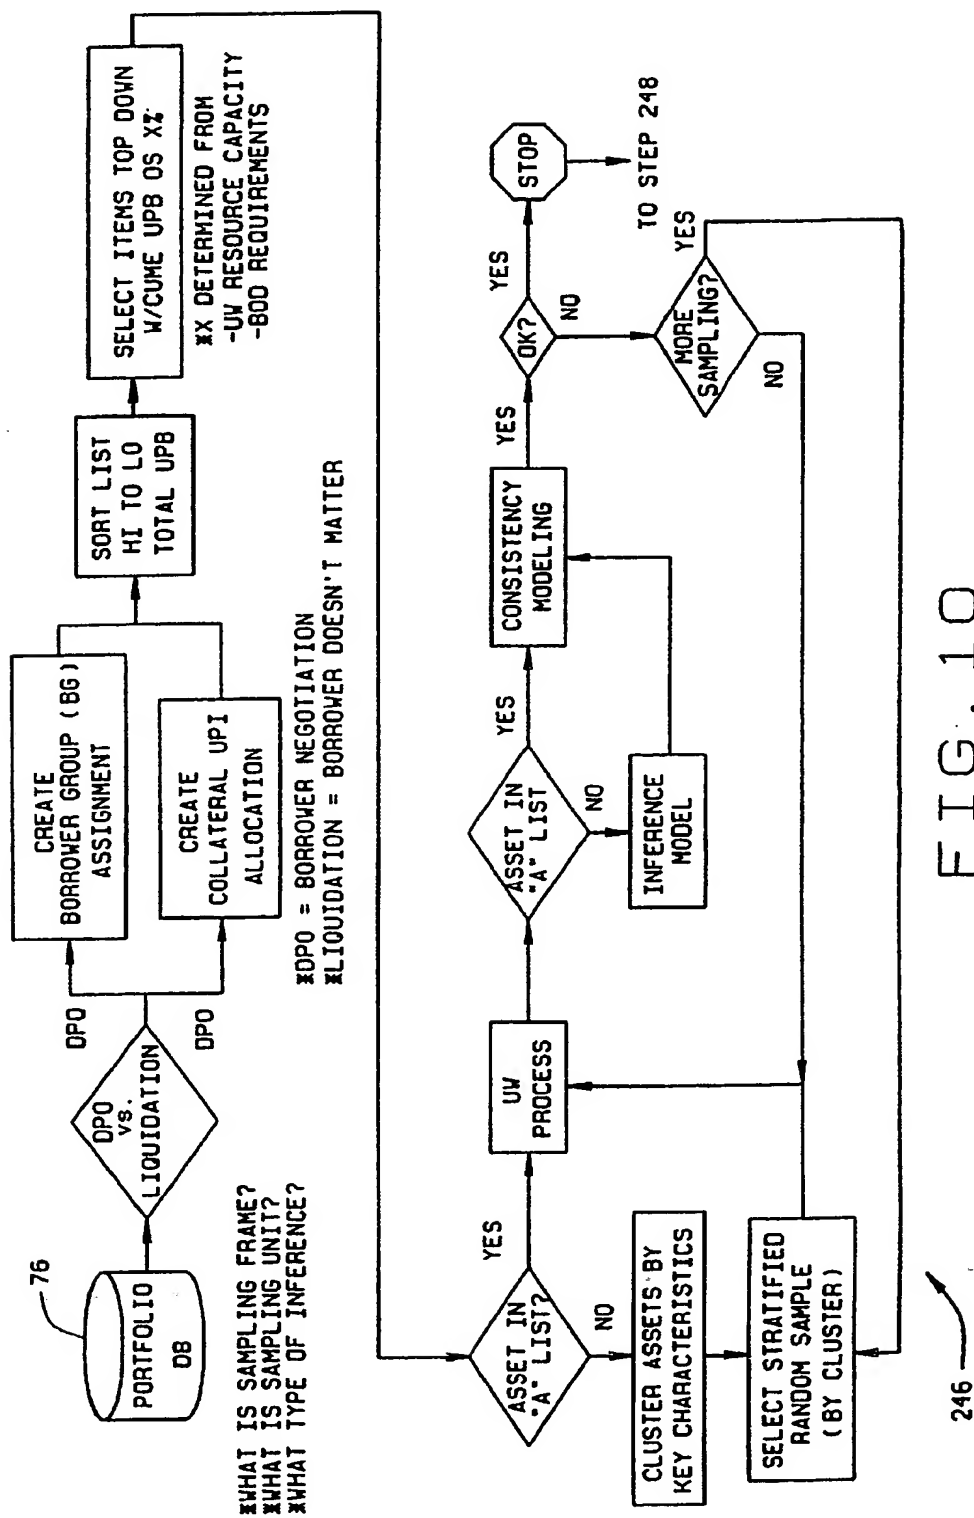 76
PORTFOLIO
DB
*WHAT IS SAMPLING FRAME?
*WHAT IS SAMPLING UNIT?
*WHAT TYPE OF INFERENCE?
DPO
vs.
LIQUIDATION
DPO
DPO
CREATE
BORROWER GROUP (BG)
ASSIGNMENT
CREATE
COLLATERAL UPI
ALLOCATION
*DPO = BORROWER NEGOTIATION
*LIQUIDATION = BORROWER DOESN'T MATTER
SORT LIST
HI TO LO
TOTAL UPB
SELECT ITEMS TOP DOWN
W/CUME UPB OS X%
*X DETERMINED FROM
-UW RESOURCE CAPACITY
-BOD REQUIREMENTS
ASSET IN
"A" LIST?
YES
NO
CLUSTER ASSETS BY
KEY CHARACTERISTICS
SELECT STRATIFIED
RANDOM SAMPLE
(BY CLUSTER)
UW
PROCESS
ASSET IN
"A" LIST
YES
NO
INFERENCE
MODEL
CONSISTENCY
MODELING
YES
OK?
YES
NO
STOP
TO STEP 248
MORE
SAMPLING?
YES
NO
246
FIG. 10